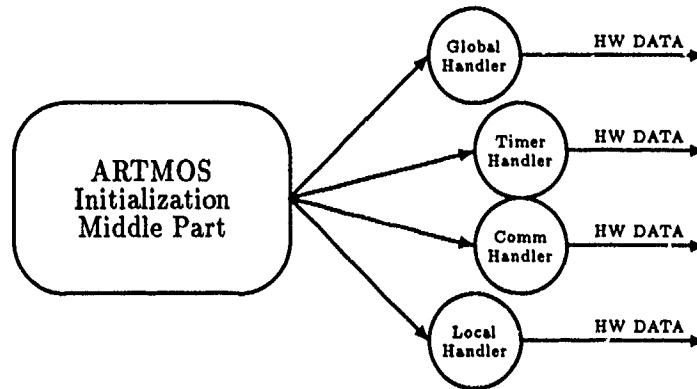 Global
Handler
HW DATA
Timer
Handler
HW DATA
ARTMOS
Initialization
Middle Part
Comm
Handler
HW DATA
Local
Handler
HW DATA